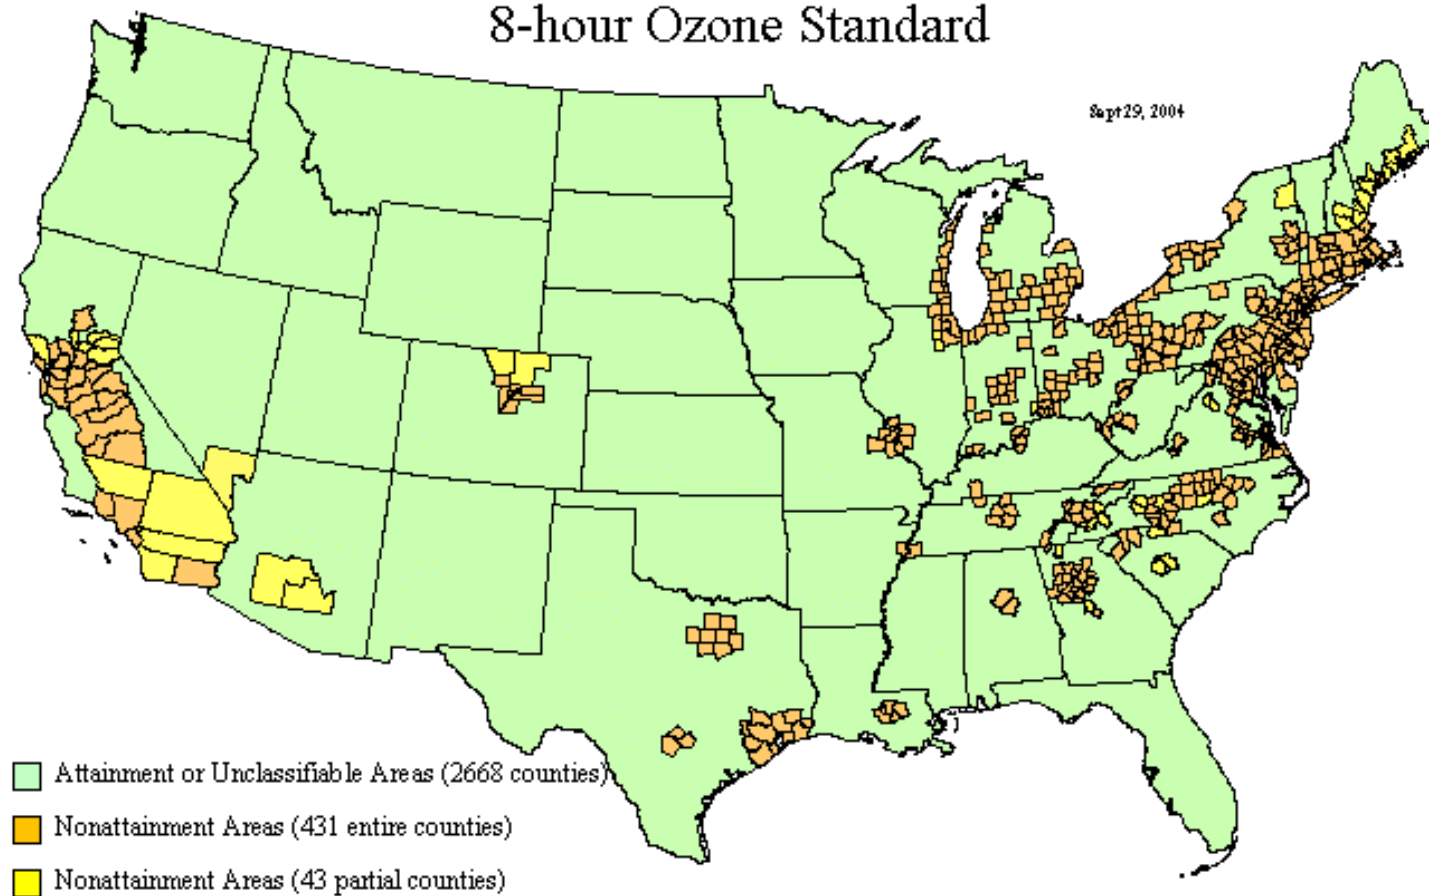 8-hour Ozone Standard
Sept 29, 2004
Attainment or Unclassifiable Areas (2668 counties)
Nonattainment Areas (431 entire counties)
Nonattainment Areas (43 partial counties)